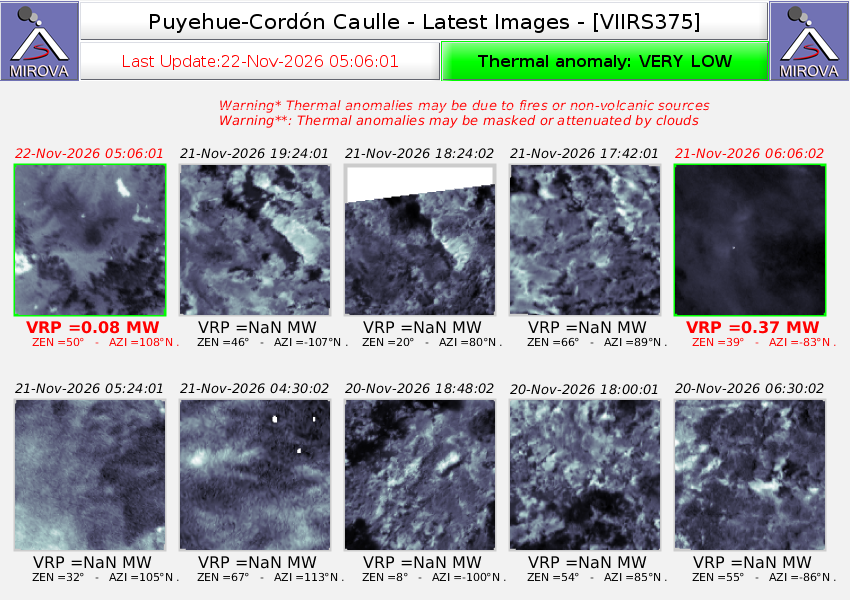 Puyehue-Cordón Caulle - Latest Images - [VIIRS375]
MIROVA
Last Update:22-Nov-2026 05:06:01
Thermal anomaly: VERY LOW
MIROVA
Warning* Thermal anomalies may be due to fires or non-volcanic sources
Warning**: Thermal anomalies may be masked or attenuated by clouds
22-Nov-2026 05:06:01 21-Nov-2026 19:24:01 21-Nov-2026 18:24:02 21-Nov-2026 17:42:01 21-Nov-2026 06:06:02
VRP =0.08 MW VRP =NaN MW VRP =NaN MW VRP =NaN MW VRP =0.37 MW
ZEN =50° - AZI =108°N . ZEN =46° - AZI =-107°N . ZEN =20° - AZI =80°N . ZEN =66° - AZI =89°N . ZEN =39° - AZI =-83°N .
21-Nov-2026 05:24:01 21-Nov-2026 04:30:02 20-Nov-2026 18:48:02 20-Nov-2026 18:00:01 20-Nov-2026 06:30:02
VRP =NaN MW VRP =NaN MW VRP =NaN MW VRP =NaN MW VRP =NaN MW
ZEN =32° - AZI =105°N . ZEN =67° - AZI =113°N . ZEN =8° - AZI =-100°N . ZEN =54° - AZI =85°N . ZEN =55° - AZI =-86°N .